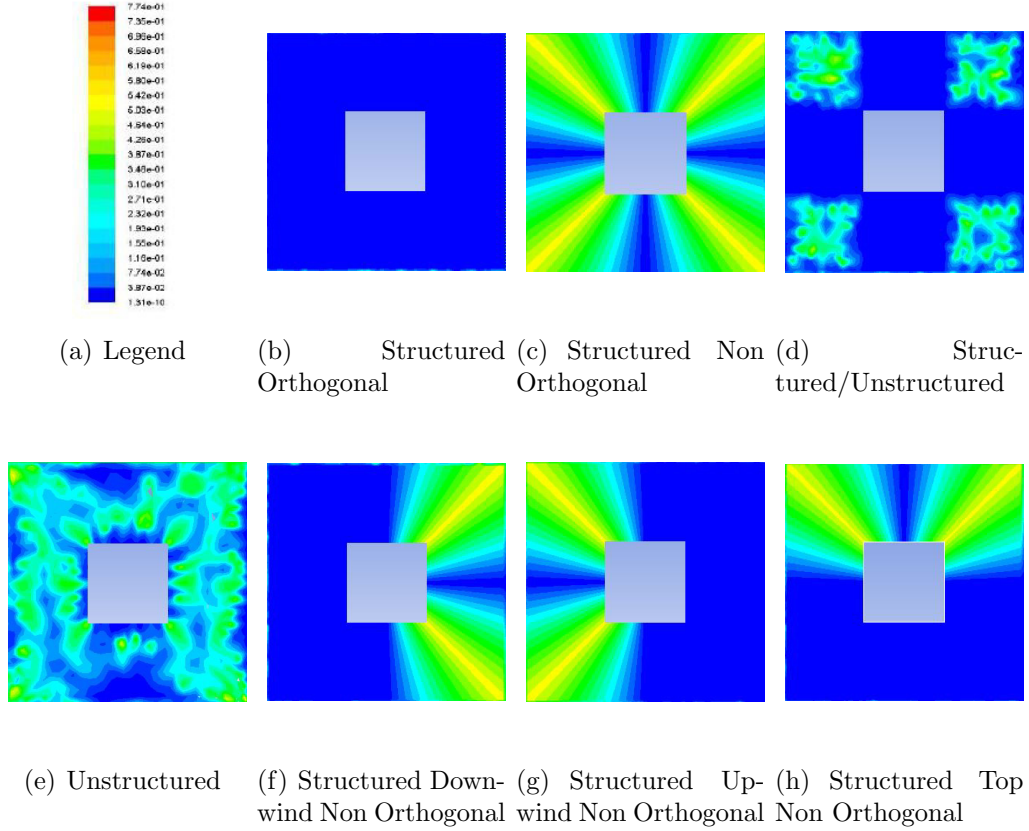 7.74e-01
7.35e-01
6.96e-01
6.58e-01
6.19e-01
5.80e-01
5.42e-01
5.03e-01
4.64e-01
4.26e-01
3.87e-01
3.48e-01
3.10e-01
2.71e-01
2.32e-01
1.93e-01
1.55e-01
1.16e-01
7.74e-02
3.87e-02
1.31e-10
(a) Legend
(b) Structured
Orthogonal
(c) Structured Non
Orthogonal
(d) Struc-
tured/Unstructured
(e) Unstructured
(f) Structured Down-
wind Non Orthogonal
(g) Structured Up-
wind Non Orthogonal
(h) Structured Top
Non Orthogonal